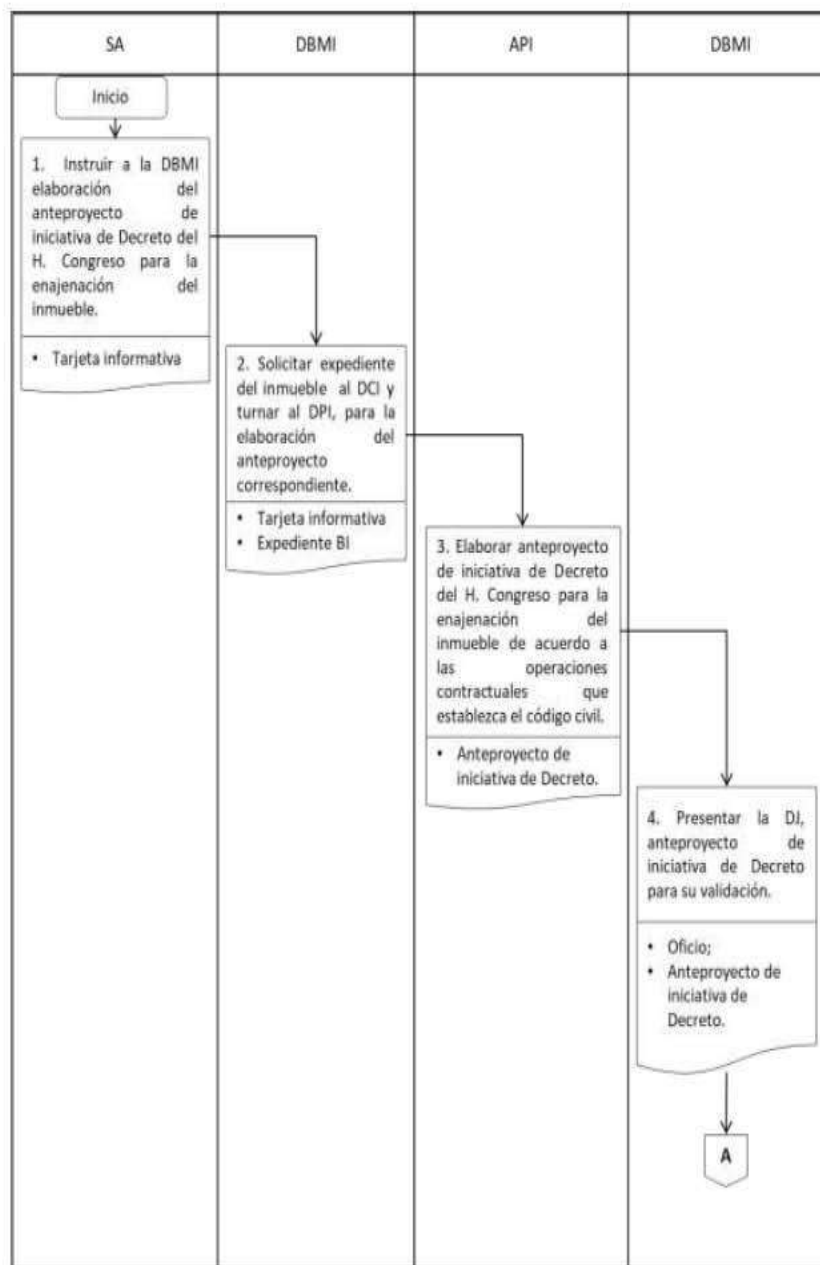 SA
DBMI
API
DBMI
Inicio
1. Instruir a la DBMI
elaboración del
anteproyecto de
iniciativa de Decreto del
H. Congreso para la
enajenación del
inmueble.
• Tarjeta informativa
2. Solicitar expediente
del inmueble al DCI y
turnar al DPI, para la
elaboración del
anteproyecto
correspondiente.
• Tarjeta informativa
• Expediente BI
3. Elaborar anteproyecto
de iniciativa de Decreto
del H. Congreso para la
enajenación del
inmueble de acuerdo a
las operaciones
contractuales que
establezca el código civil.
• Anteproyecto de
iniciativa de Decreto.
4. Presentar la DJ,
anteproyecto de
iniciativa de Decreto
para su validación.
• Oficio;
• Anteproyecto de
iniciativa de
Decreto.
A